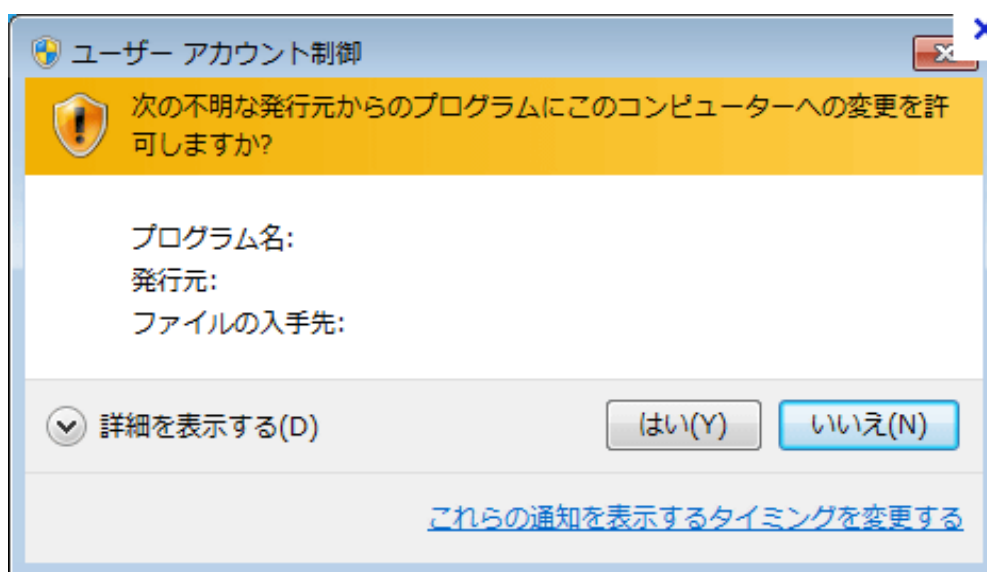 ユーザー アカウント制御
次の不明な発行元からのプログラムにこのコンピューターへの変更を許
可しますか?
プログラム名:
発行元:
ファイルの入手先:
詳細を表示する(D)
はい(Y)
いいえ(N)
これらの通知を表示するタイミングを変更する